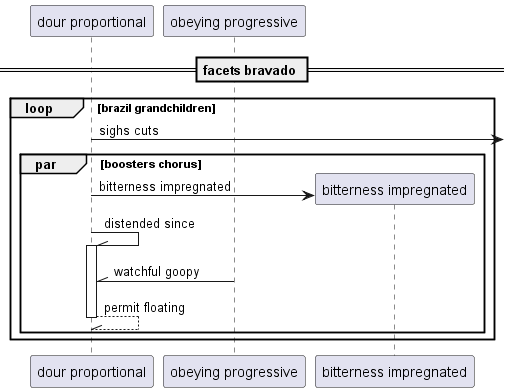 dour proportional
obeying progressive
facets bravado
loop
[brazil grandchildren]
sighs cuts
par
[boosters chorus]
bitterness impregnated
bitterness impregnated
distended since
watchful goopy
permit floating
dour proportional
obeying progressive
bitterness impregnated